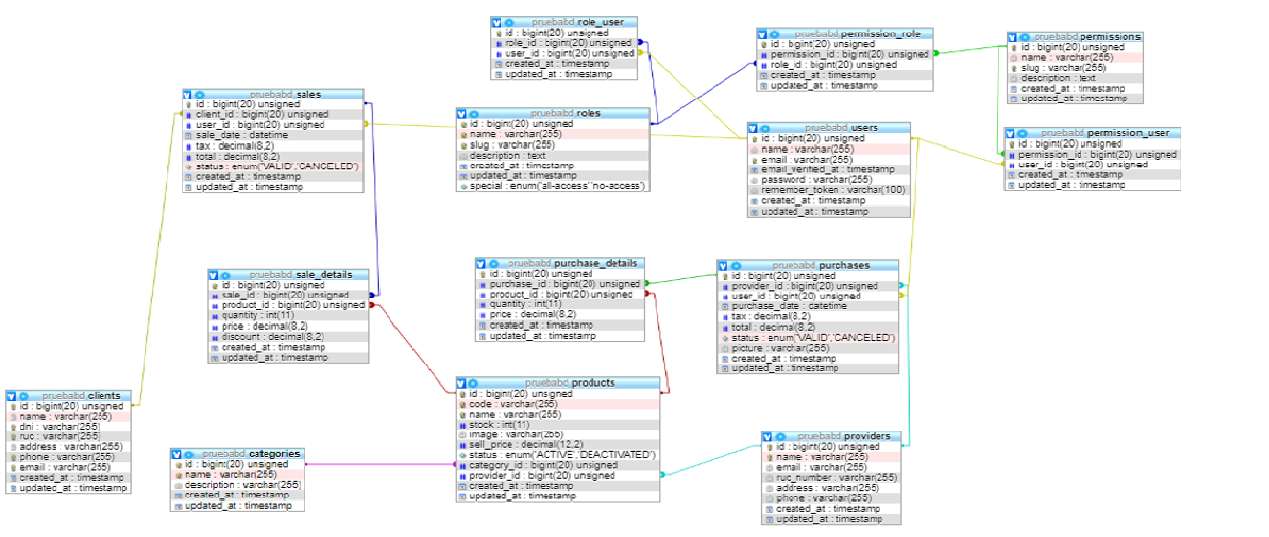 pruebabd role_user
id : bigint(20) unsigned
role_id : bigint(20) unsigned
user_id : bigint(20) unsigned
created_at : timestamp
updated_at : timestamp
pruebabd permission_role
id : bigint(20) unsigned
permission_id : bigint(20) unsigned
role_id : bigint(20) unsigned
created_at : timestamp
updated_at : timestamp
pruebabd permissions
id : bigint(20) unsigned
name : varchar(255)
slug : varchar(255)
description : text
created_at : timestamp
updated_at : timestamp
pruebabd sales
id : bigint(20) unsigned
client_id : bigint(20) unsigned
user_id : bigint(20) unsigned
sale_date : datetime
tax : decimal(8,2)
total : decimal(8,2)
status : enum('VALID','CANCELED')
created_at : timestamp
updated_at : timestamp
pruebabd roles
id : bigint(20) unsigned
name : varchar(255)
slug : varchar(255)
description : text
created_at : timestamp
updated_at : timestamp
special : enum('all-access','no-access')
pruebabd users
id : bigint(20) unsigned
name : varchar(255)
email : varchar(255)
email_verified_at : timestamp
password : varchar(255)
remember_token : varchar(100)
created_at : timestamp
updated_at : timestamp
pruebabd permission_user
id : bigint(20) unsigned
permission_id : bigint(20) unsigned
user_id : bigint(20) unsigned
created_at : timestamp
updated_at : timestamp
pruebabd sale_details
id : bigint(20) unsigned
sale_id : bigint(20) unsigned
product_id : bigint(20) unsigned
quantity : int(11)
price : decimal(8,2)
discount : decimal(8,2)
created_at : timestamp
updated_at : timestamp
pruebabd purchase_details
id : bigint(20) unsigned
purchase_id : bigint(20) unsigned
product_id : bigint(20) unsigned
quantity : int(11)
price : decimal(8,2)
created_at : timestamp
updated_at : timestamp
pruebabd purchases
id : bigint(20) unsigned
provider_id : bigint(20) unsigned
user_id : bigint(20) unsigned
purchase_date : datetime
tax : decimal(8,2)
total : decimal(8,2)
status : enum('VALID','CANCELED')
picture : varchar(255)
created_at : timestamp
updated_at : timestamp
pruebabd clients
id : bigint(20) unsigned
name : varchar(255)
dni : varchar(255)
ruc : varchar(255)
address : varchar(255)
phone : varchar(255)
email : varchar(255)
created_at : timestamp
updated_at : timestamp
pruebabd categories
id : bigint(20) unsigned
name : varchar(255)
description : varchar(255)
created_at : timestamp
updated_at : timestamp
pruebabd products
id : bigint(20) unsigned
code : varchar(255)
name : varchar(255)
stock : int(11)
image : varchar(255)
sell_price : decimal(12,2)
status : enum('ACTIVE','DEACTIVATED')
category_id : bigint(20) unsigned
provider_id : bigint(20) unsigned
created_at : timestamp
updated_at : timestamp
pruebabd providers
id : bigint(20) unsigned
name : varchar(255)
email : varchar(255)
ruc_number : varchar(255)
address : varchar(255)
phone : varchar(255)
created_at : timestamp
updated_at : timestamp